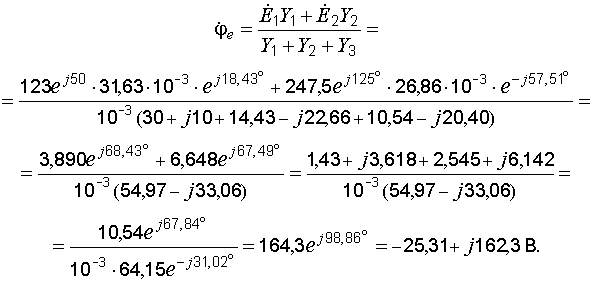 φ̇ₑ = (Ė₁Y₁ + Ė₂Y₂) / (Y₁ + Y₂ + Y₃) =
= (123e^{j50} · 31,63 · 10⁻³ · e^{j18,43°} + 247,5e^{j125°} · 26,86 · 10⁻³ · e^{−j57,51°}) / (10⁻³ (30 + j10 + 14,43 − j22,66 + 10,54 − j20,40)) =
= (3,890e^{j68,43°} + 6,648e^{j67,49°}) / (10⁻³ (54,97 − j33,06)) = (1,43 + j3,618 + 2,545 + j6,142) / (10⁻³ (54,97 − j33,06)) =
= (10,54e^{j67,84°}) / (10⁻³ · 64,15e^{−j31,02°}) = 164,3e^{j98,86°} = −25,31 + j162,3 В.